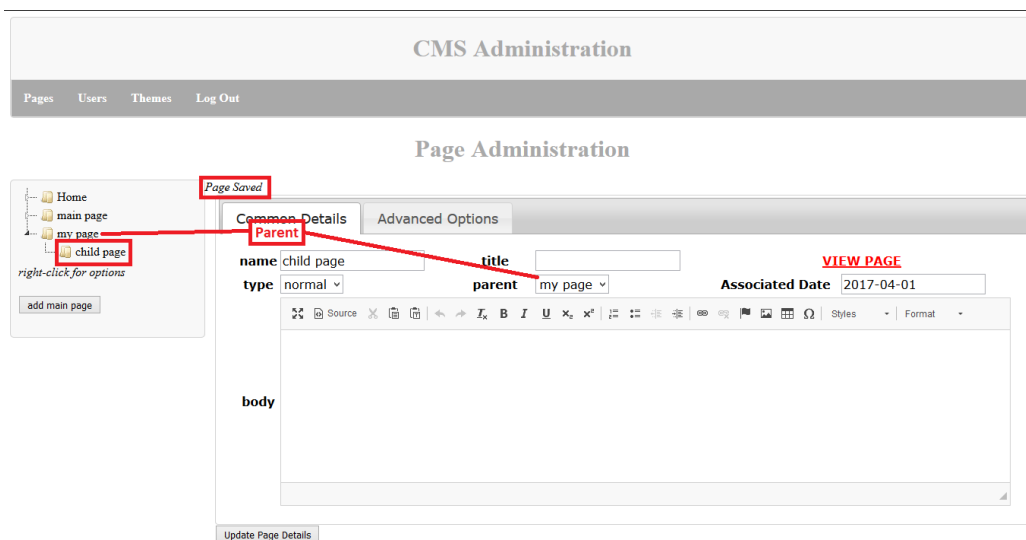 CMS Administration
Pages Users Themes Log Out
Page Administration
Page Saved
Home
main page
my page
child page
right-click for options
add main page
Common Details Advanced Options
Parent
name child page title VIEW PAGE
type normal parent my page Associated Date 2017-04-01
Source Styles Format
body
Update Page Details